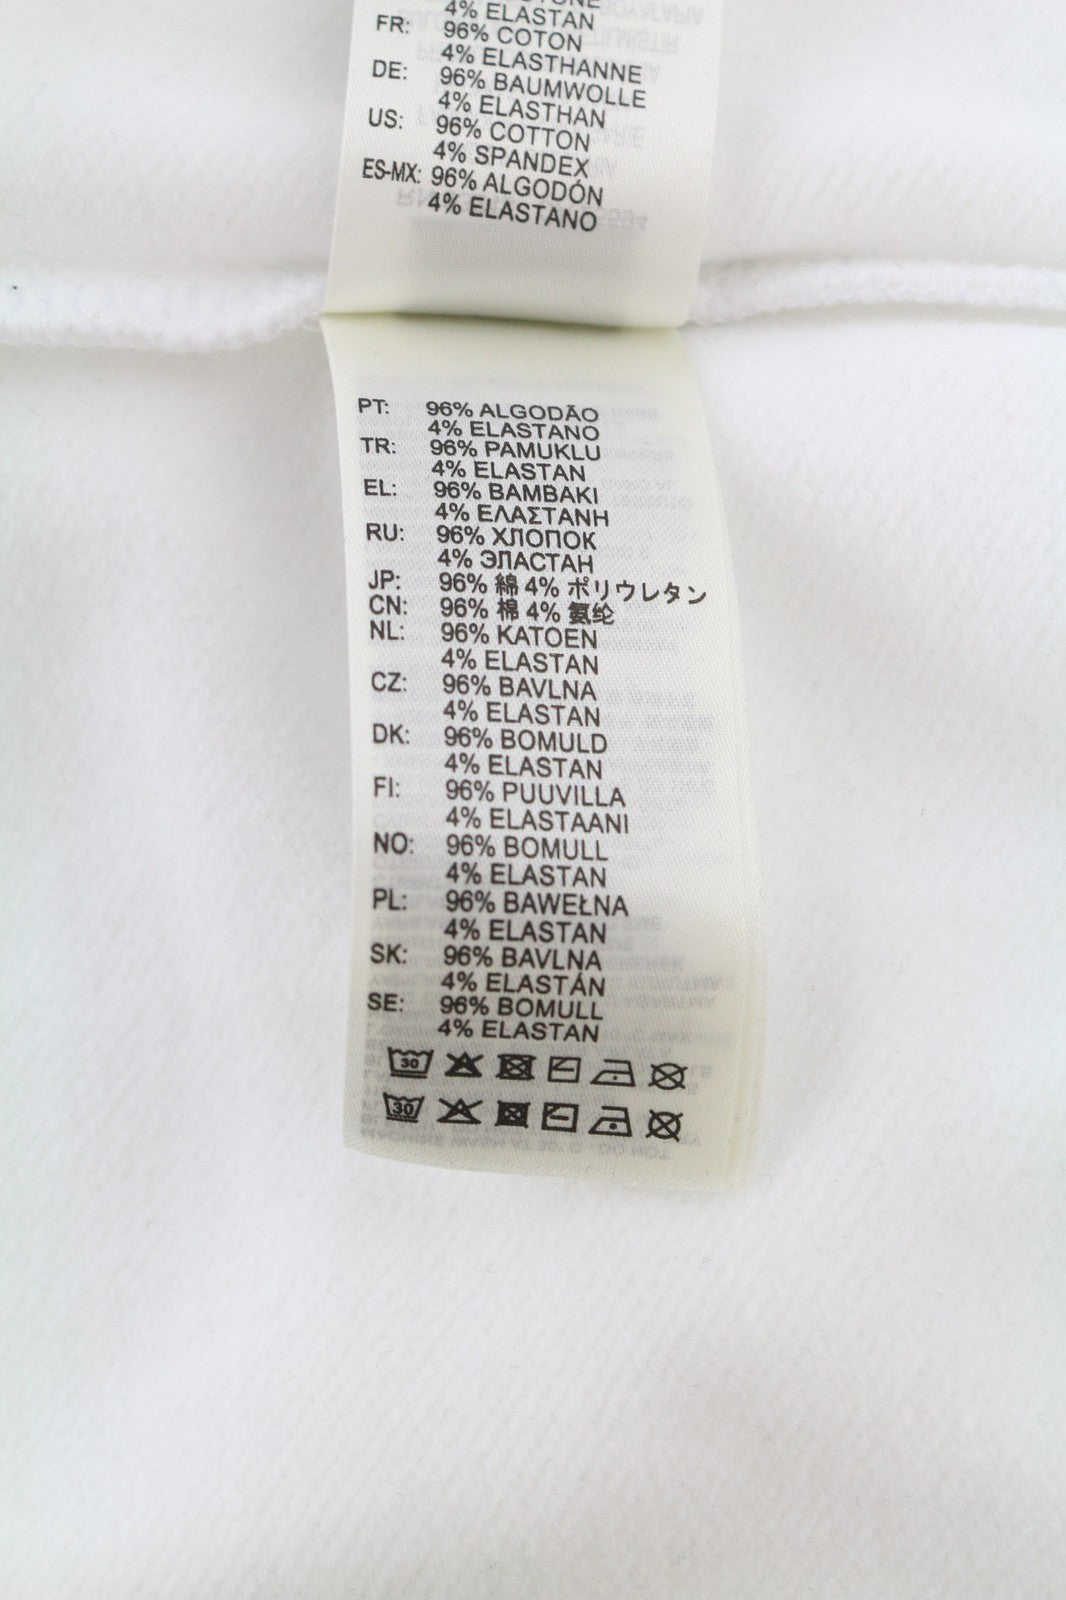 4% ELASTAN
FR: 96% COTON
4% ELASTHANNE
DE: 96% BAUMWOLLE
4% ELASTHAN
US: 96% COTTON
4% SPANDEX
ES-MX: 96% ALGODÓN
4% ELASTANO
PT: 96% ALGODÃO
4% ELASTANO
TR: 96% PAMUKLU
4% ELASTAN
EL: 96% BAMBAKI
4% ΕΛΑΣΤΑΝΗ
RU: 96% ХЛОПОК
4% ЭЛАСТАН
JP: 96% 綿 4% ポリウレタン
CN: 96% 棉 4% 氨纶
NL: 96% KATOEN
4% ELASTAN
CZ: 96% BAVLNA
4% ELASTAN
DK: 96% BOMULD
4% ELASTAN
FI: 96% PUUVILLA
4% ELASTAANI
NO: 96% BOMULL
4% ELASTAN
PL: 96% BAWEŁNA
4% ELASTAN
SK: 96% BAVLNA
4% ELASTÁN
SE: 96% BOMULL
4% ELASTAN
30
30